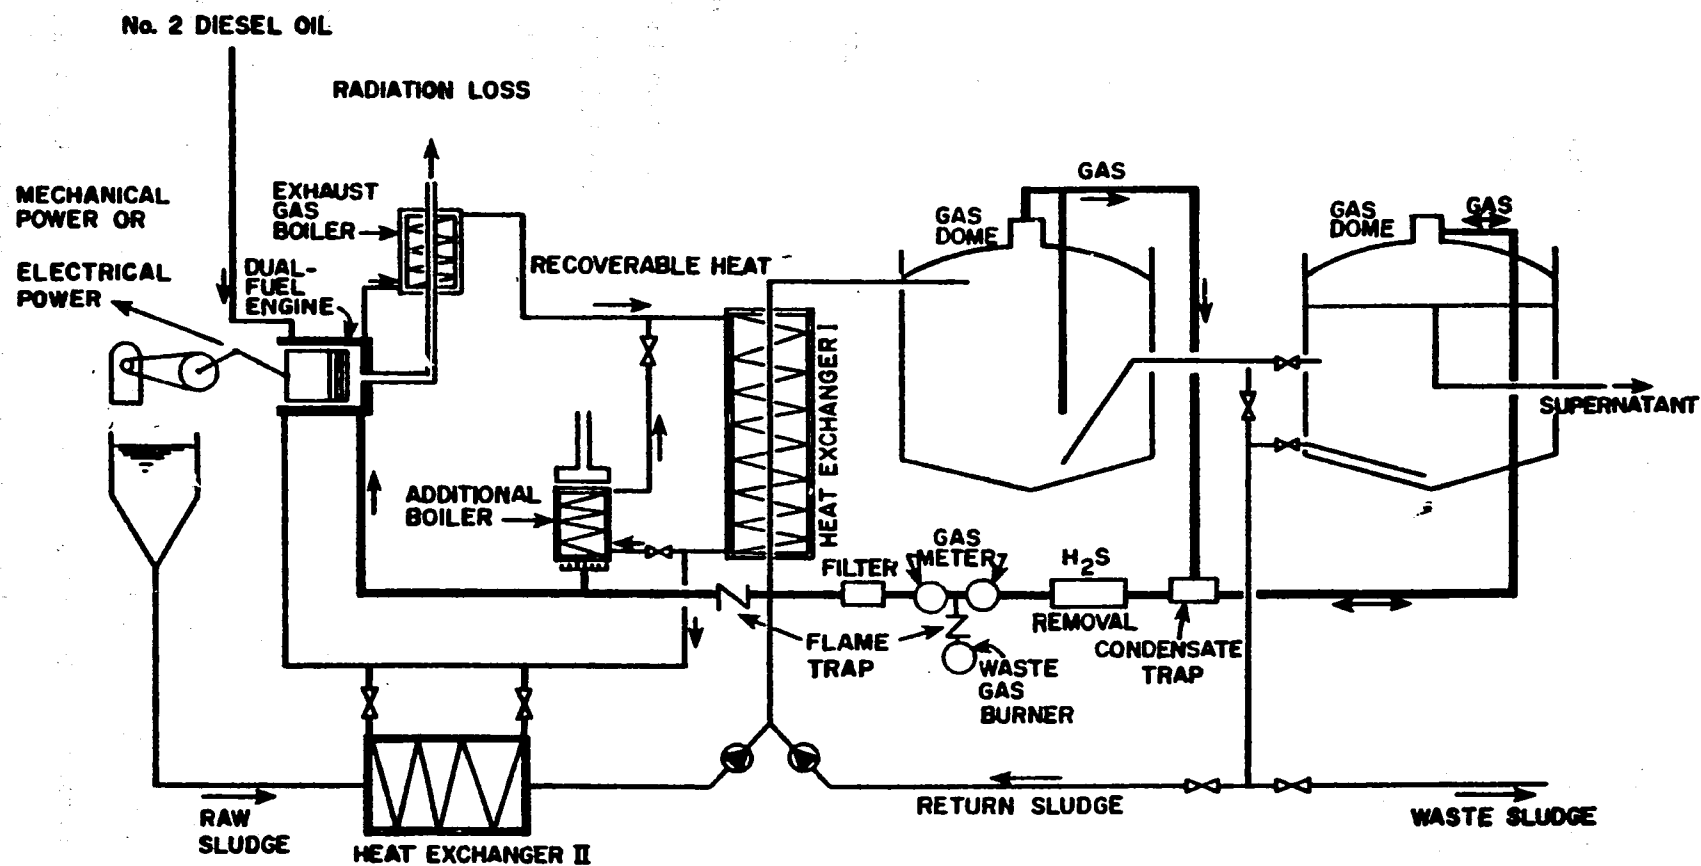 No. 2 DIESEL OIL
RADIATION LOSS
MECHANICAL
POWER OR
ELECTRICAL
POWER
EXHAUST
GAS
BOILER
DUAL-
FUEL
ENGINE
RECOVERABLE HEAT
GAS
GAS
DOME
GAS
DOME
GAS
HEAT EXCHANGER I
SUPERNATANT
ADDITIONAL
BOILER
FILTER
GAS
METER
H2S
REMOVAL
CONDENSATE
TRAP
FLAME
TRAP
WASTE
GAS
BURNER
RAW
SLUDGE
HEAT EXCHANGER II
RETURN SLUDGE
WASTE SLUDGE